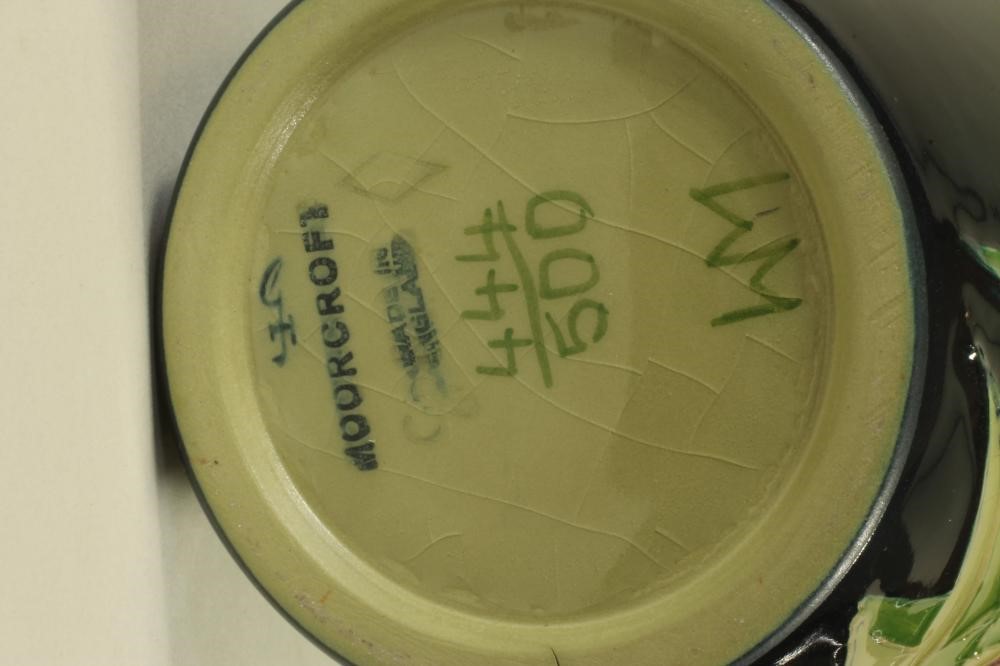 MOORCROFT
MADE IN
ENGLAND
444
500
WM